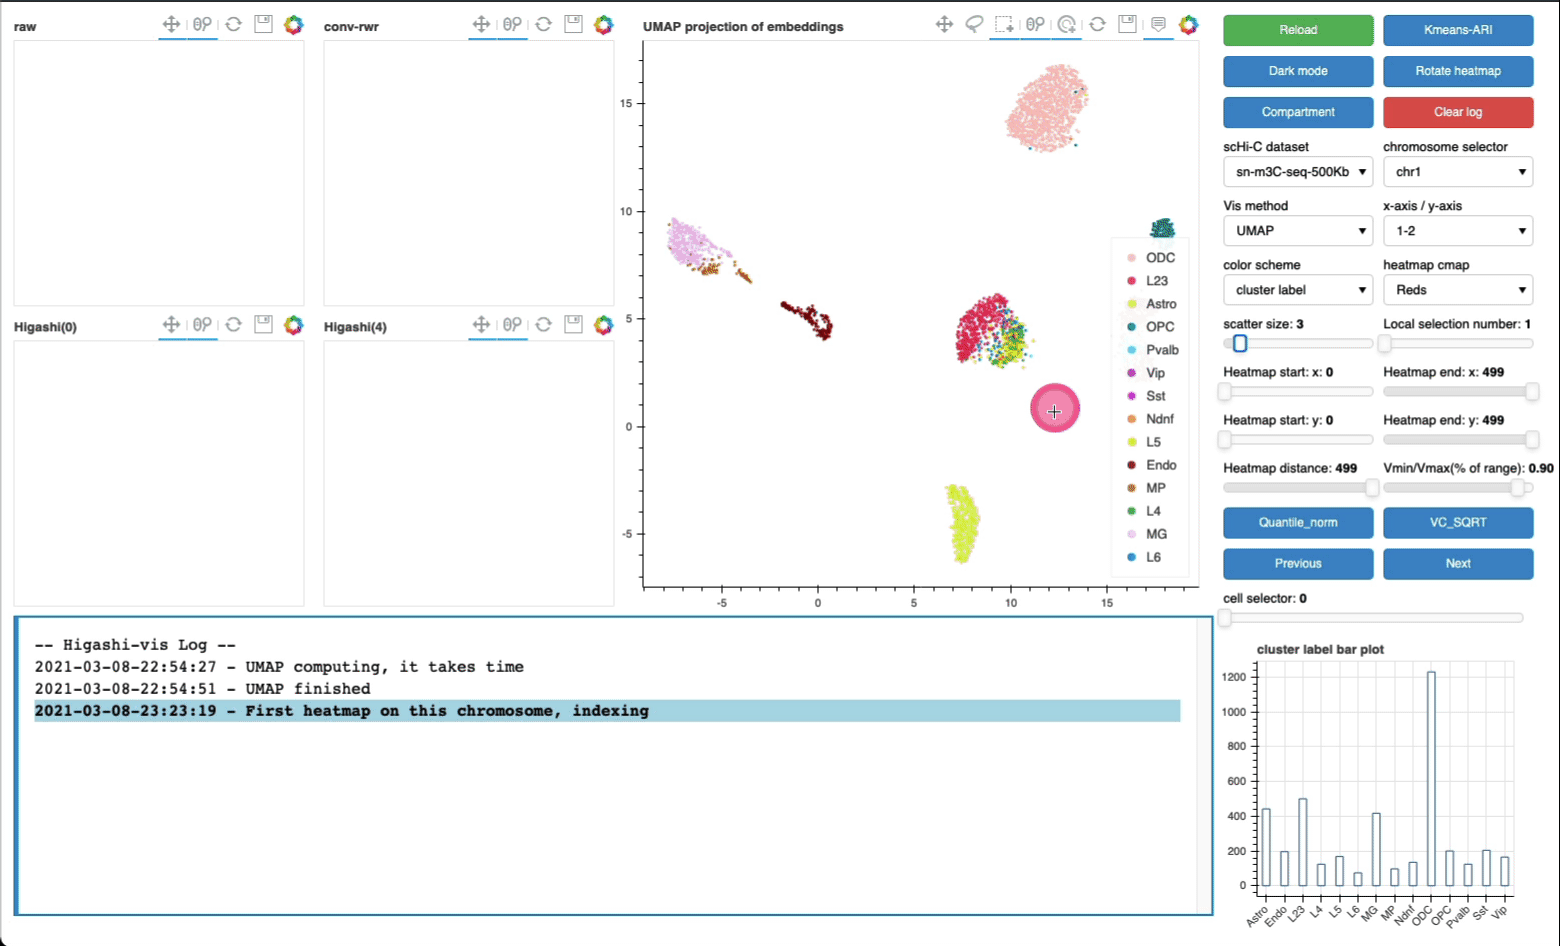 raw
conv-rwr
UMAP projection of embeddings
15
10
5
0
-5
-5
0
5
10
15
ODC
L23
Astro
OPC
Pvalb
Vip
Sst
Ndnf
L5
Endo
MP
L4
MG
L6
Higashi(0)
Higashi(4)
-- Higashi-vis Log --
2021-03-08-22:54:27 - UMAP computing, it takes time
2021-03-08-22:54:51 - UMAP finished
2021-03-08-23:23:19 - First heatmap on this chromosome, indexing
Reload
Kmeans-ARI
Dark mode
Rotate heatmap
Compartment
Clear log
scHi-C dataset
chromosome selector
sn-m3C-seq-500Kb
chr1
Vis method
x-axis / y-axis
UMAP
1-2
color scheme
heatmap cmap
cluster label
Reds
scatter size: 3
Local selection number: 1
Heatmap start: x: 0
Heatmap end: x: 499
Heatmap start: y: 0
Heatmap end: y: 499
Heatmap distance: 499
Vmin/Vmax(% of range): 0.90
Quantile_norm
VC_SQRT
Previous
Next
cell selector: 0
cluster label bar plot
1200
1000
800
600
400
200
0
Astro
Endo
L23
L4
L5
L6
MG
MP
Ndnf
ODC
OPC
Pvalb
Sst
Vip